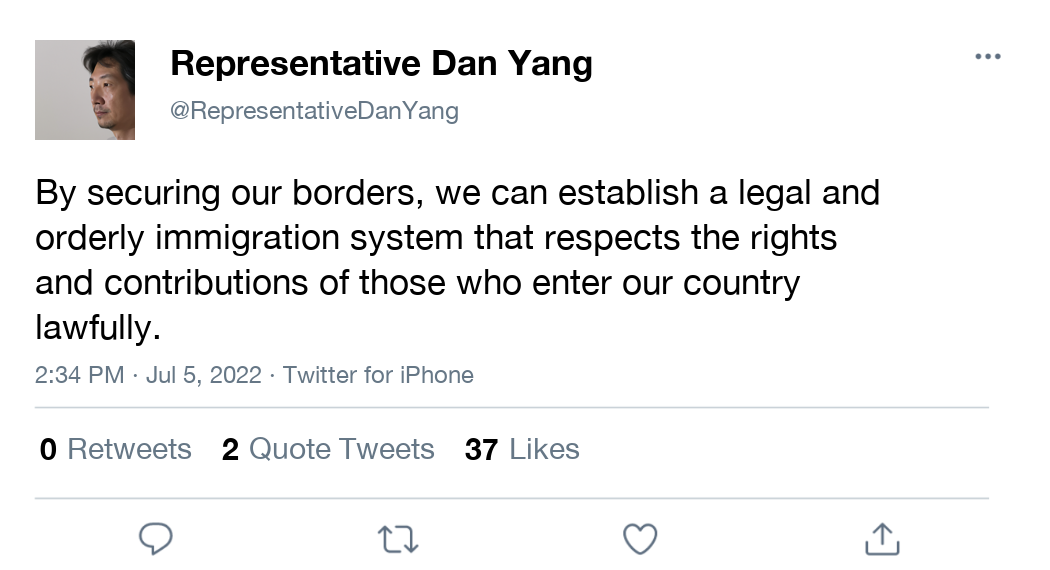 Representative Dan Yang
@RepresentativeDanYang
By securing our borders, we can establish a legal and
orderly immigration system that respects the rights
and contributions of those who enter our country
lawfully.
2:34 PM · Jul 5, 2022 · Twitter for iPhone
0 Retweets 2 Quote Tweets 37 Likes